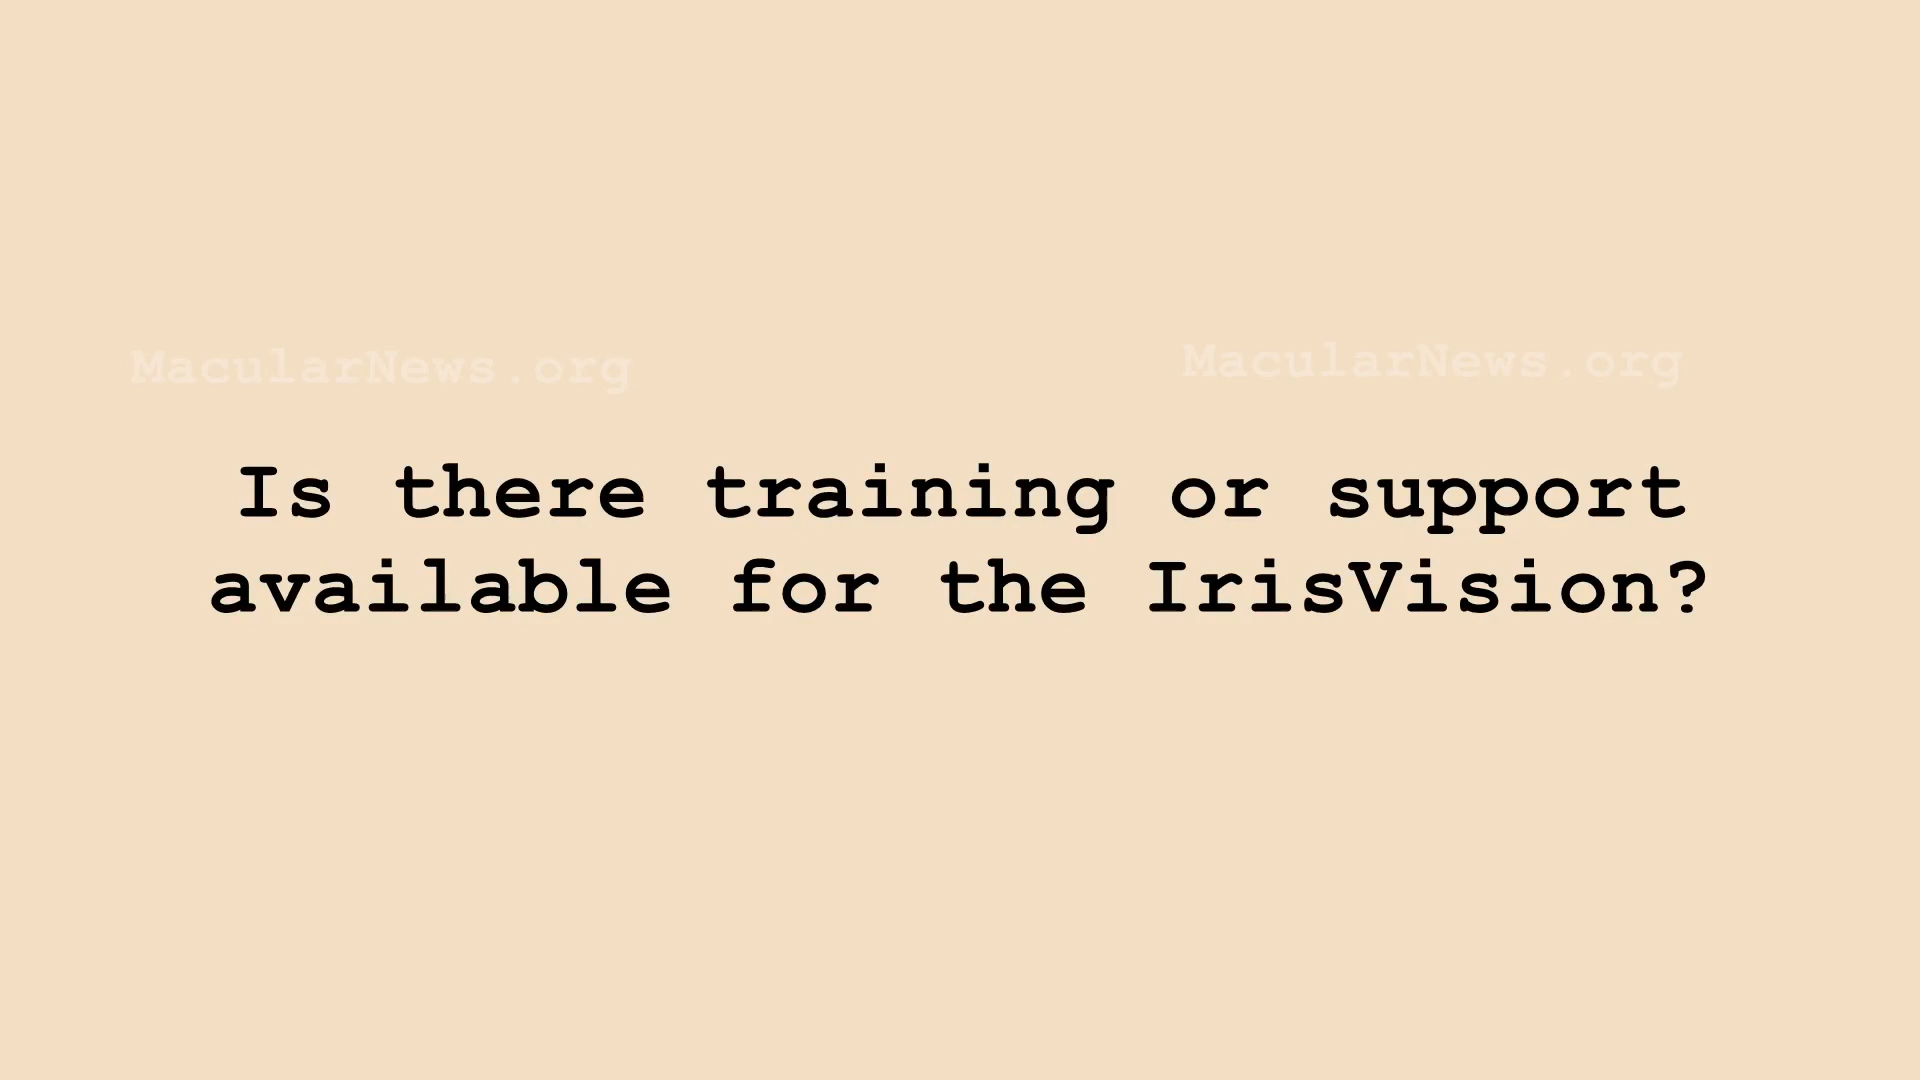 MacularNews.org MacularNews.org
Is there training or support
available for the IrisVision?